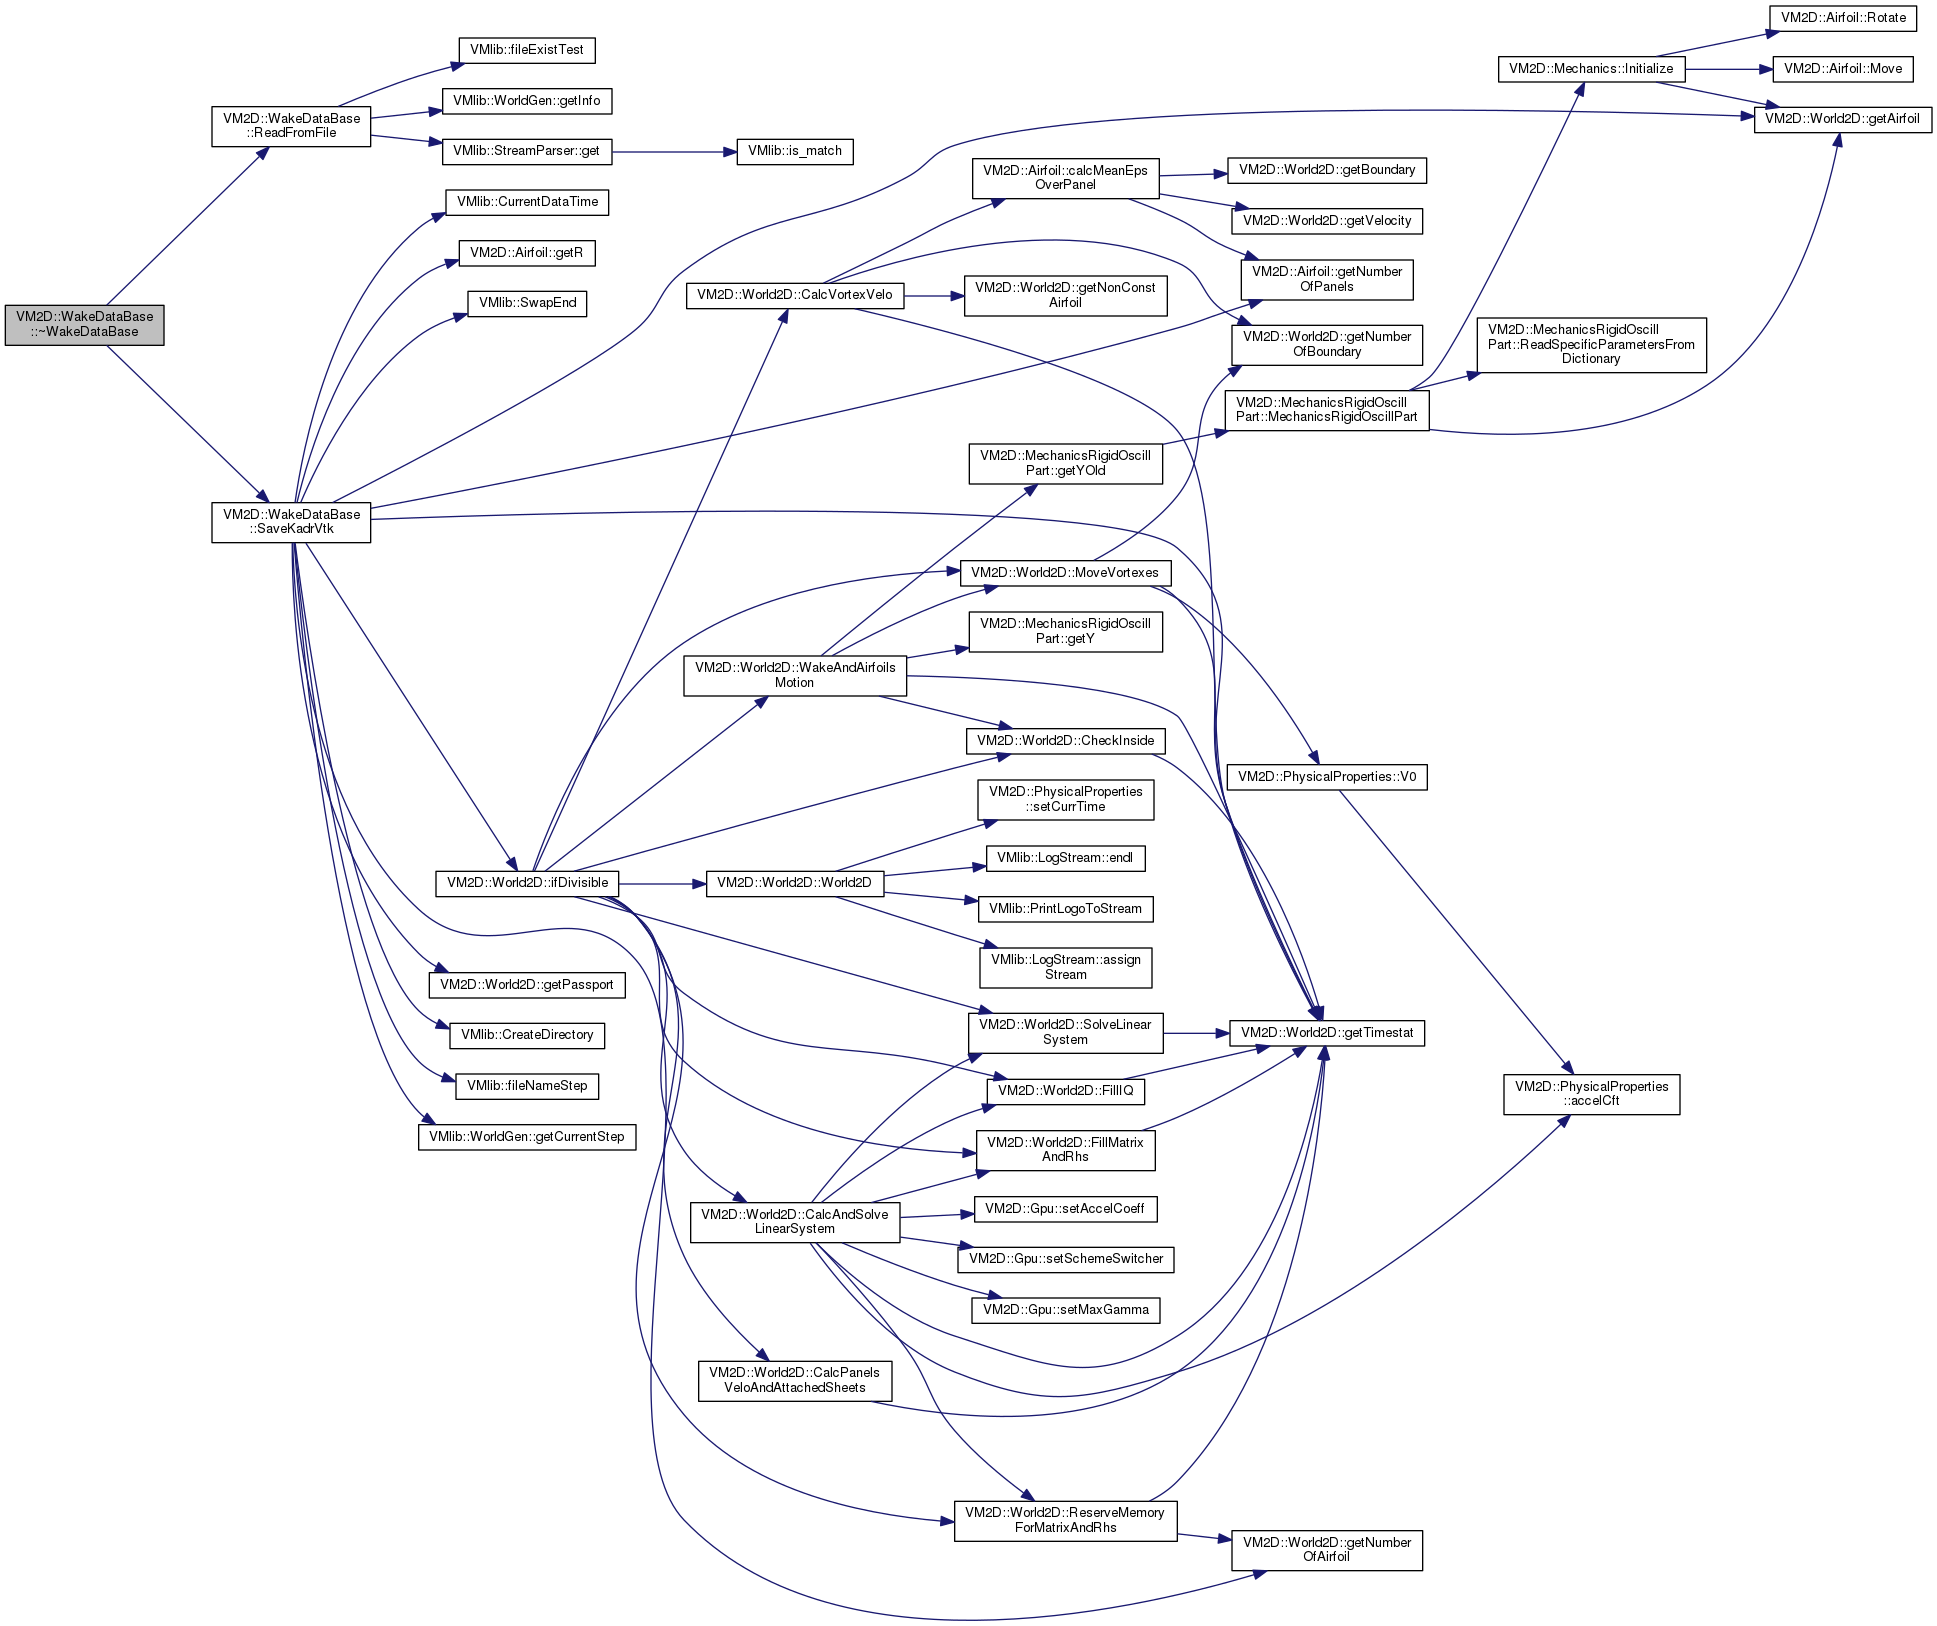 VM2D::WakeDataBase
::~WakeDataBase
VM2D::WakeDataBase
::ReadFromFile
VMlib::fileExistTest
VMlib::WorldGen::getInfo
VMlib::StreamParser::get
VMlib::is_match
VM2D::WakeDataBase
::SaveKadrVtk
VMlib::CurrentDataTime
VM2D::Airfoil::getR
VMlib::SwapEnd
VM2D::World2D::ifDivisible
VM2D::World2D::getPassport
VMlib::CreateDirectory
VMlib::fileNameStep
VMlib::WorldGen::getCurrentStep
VM2D::World2D::CalcVortexVelo
VM2D::World2D::WakeAndAirfoils
Motion
VM2D::World2D::World2D
VM2D::World2D::CalcAndSolve
LinearSystem
VM2D::World2D::CalcPanels
VeloAndAttachedSheets
VM2D::Airfoil::calcMeanEps
OverPanel
VM2D::World2D::getNonConst
Airfoil
VM2D::MechanicsRigidOscill
Part::getYOld
VM2D::World2D::MoveVortexes
VM2D::MechanicsRigidOscill
Part::getY
VM2D::World2D::CheckInside
VM2D::PhysicalProperties
::setCurrTime
VMlib::LogStream::endl
VMlib::PrintLogoToStream
VMlib::LogStream::assign
Stream
VM2D::World2D::SolveLinear
System
VM2D::World2D::FillIQ
VM2D::World2D::FillMatrix
AndRhs
VM2D::Gpu::setAccelCoeff
VM2D::Gpu::setSchemeSwitcher
VM2D::Gpu::setMaxGamma
VM2D::World2D::ReserveMemory
ForMatrixAndRhs
VM2D::World2D::getBoundary
VM2D::World2D::getVelocity
VM2D::Airfoil::getNumber
OfPanels
VM2D::World2D::getNumber
OfBoundary
VM2D::MechanicsRigidOscill
Part::MechanicsRigidOscillPart
VM2D::PhysicalProperties::V0
VM2D::World2D::getTimestat
VM2D::World2D::getNumber
OfAirfoil
VM2D::Mechanics::Initialize
VM2D::MechanicsRigidOscill
Part::ReadSpecificParametersFrom
Dictionary
VM2D::PhysicalProperties
::accelCft
VM2D::Airfoil::Rotate
VM2D::Airfoil::Move
VM2D::World2D::getAirfoil